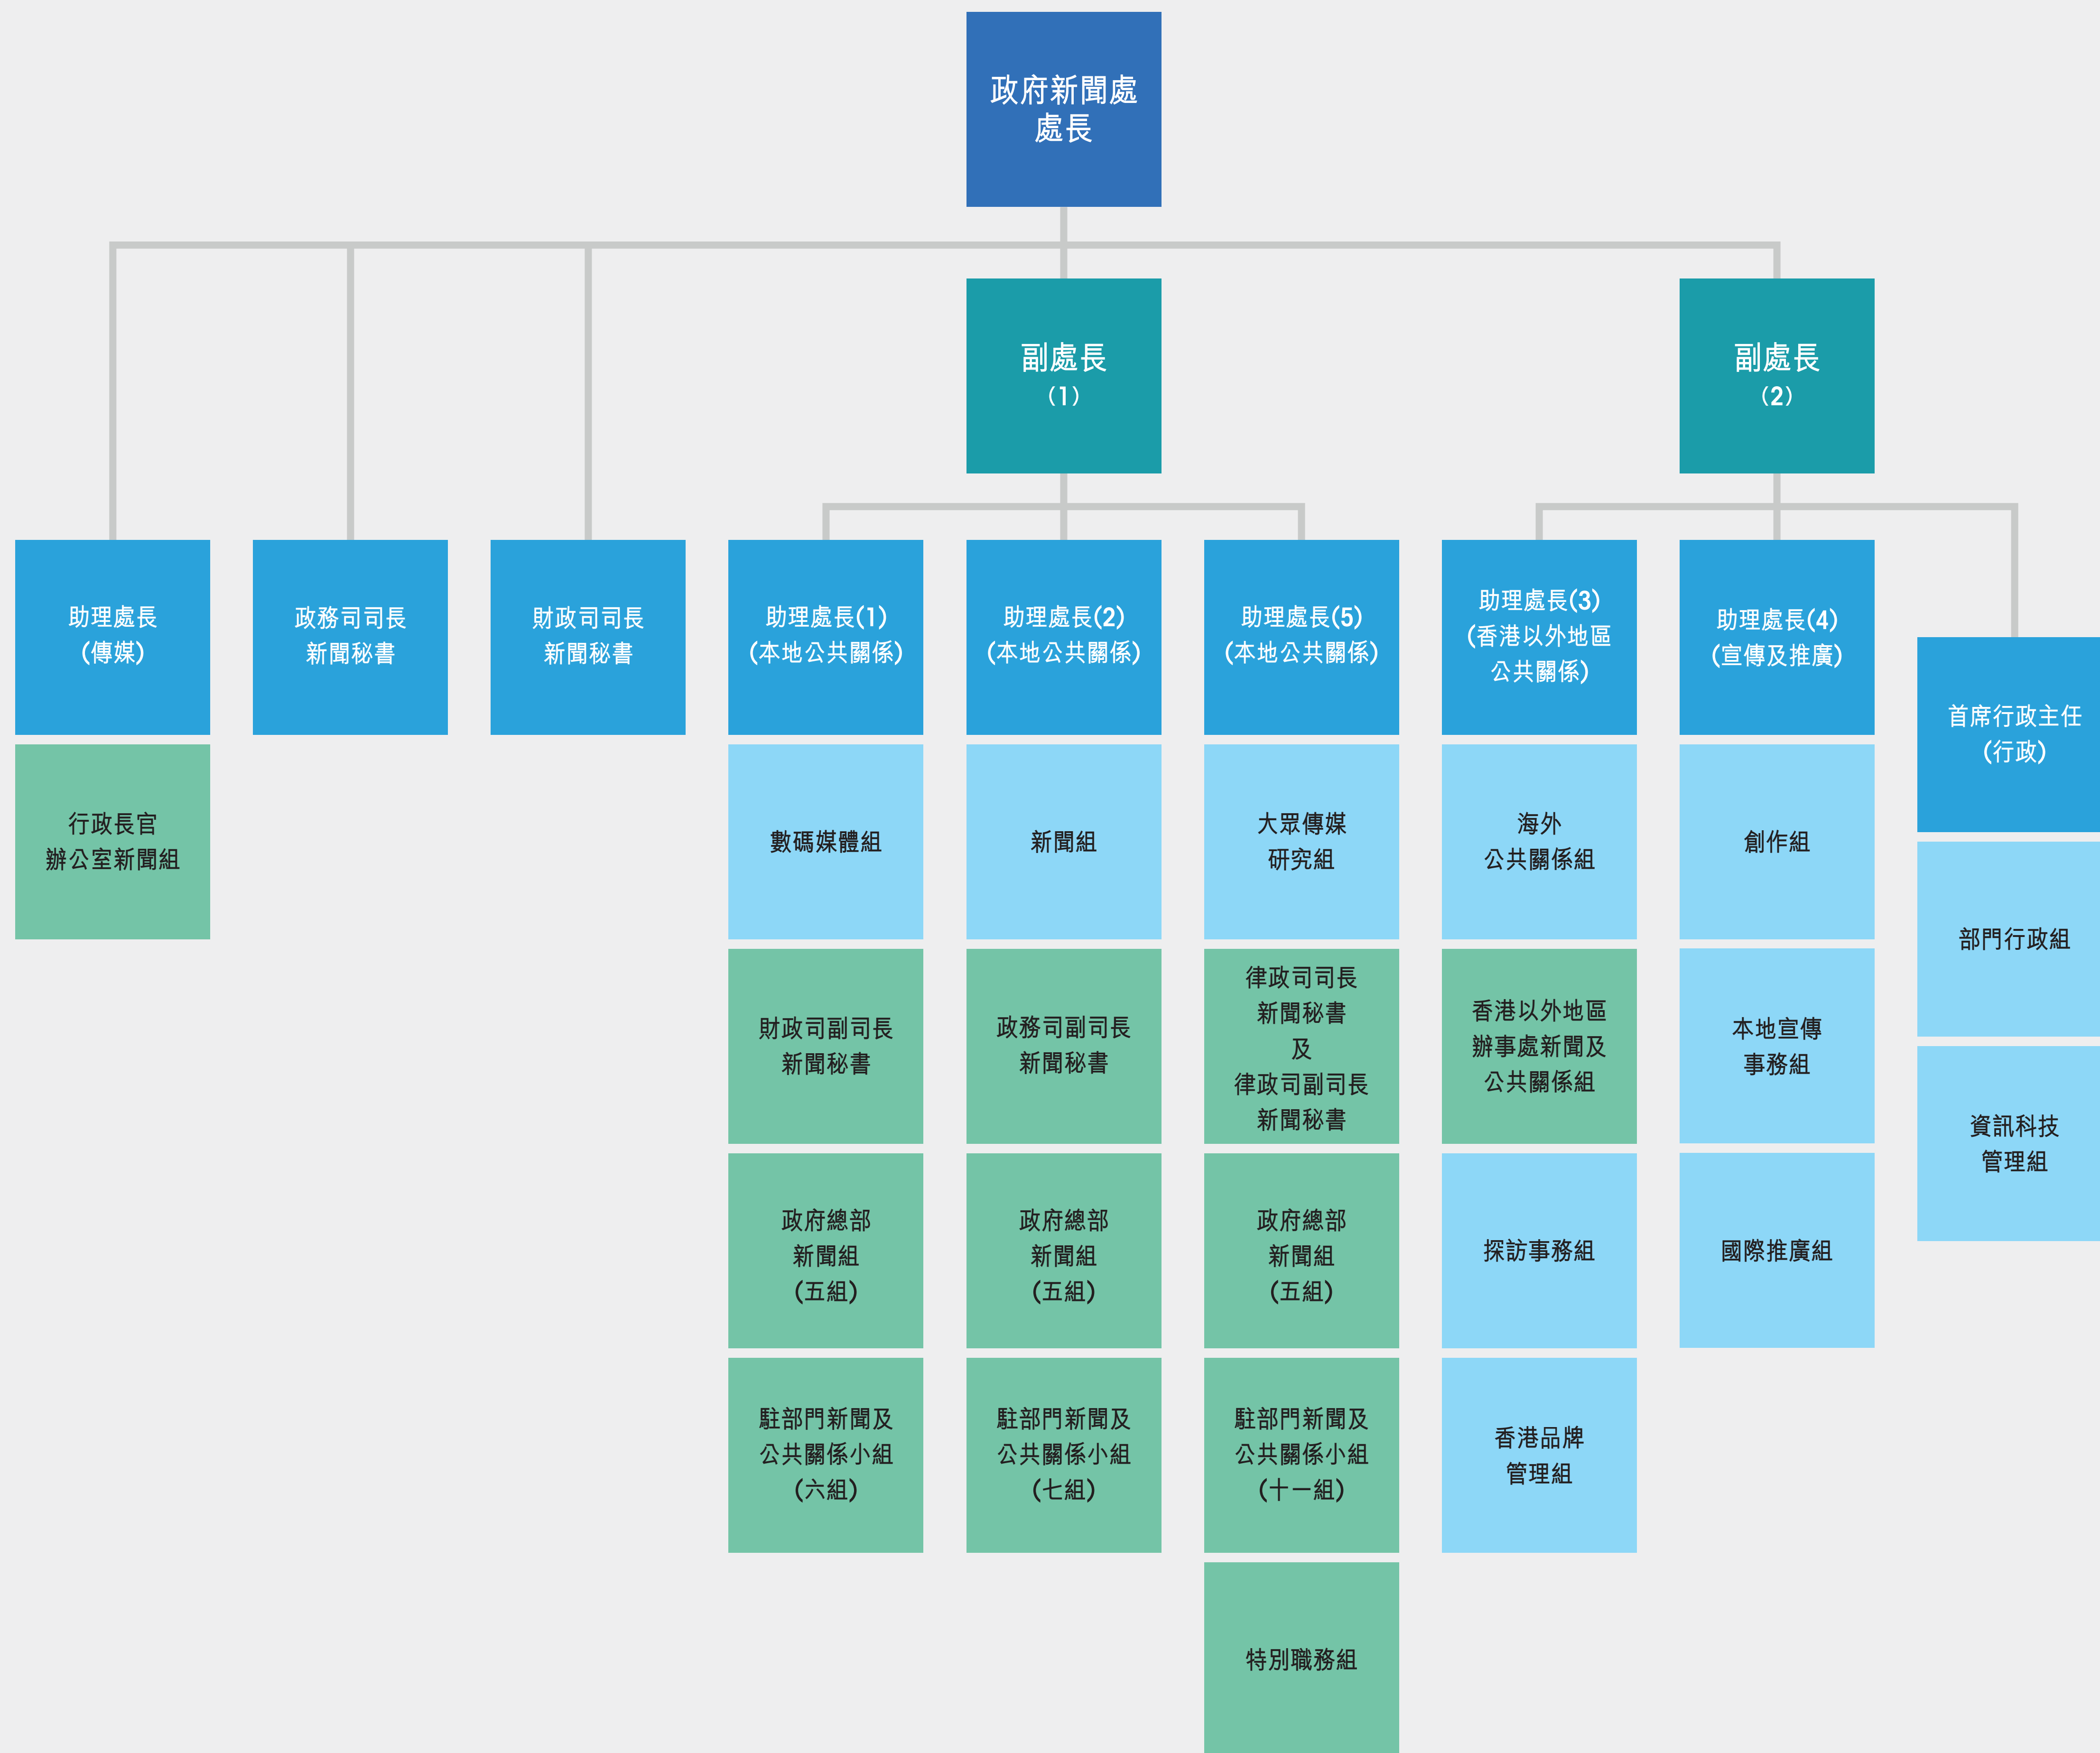 政府新聞處
處長
副處長
（1）
副處長
（2）
助理處長
(傳媒)
政務司司長
新聞秘書
財政司司長
新聞秘書
助理處長(1)
(本地公共關係)
助理處長(2)
(本地公共關係)
助理處長(5)
(本地公共關係)
助理處長(3)
(香港以外地區
公共關係)
助理處長(4)
(宣傳及推廣)
首席行政主任
(行政)
行政長官
辦公室新聞組
數碼媒體組
新聞組
大眾傳媒
研究組
海外
公共關係組
創作組
部門行政組
財政司副司長
新聞秘書
政務司副司長
新聞秘書
律政司司長
新聞秘書
及
律政司副司長
新聞秘書
香港以外地區
辦事處新聞及
公共關係組
本地宣傳
事務組
資訊科技
管理組
政府總部
新聞組
(五組)
政府總部
新聞組
(五組)
政府總部
新聞組
(五組)
探訪事務組
國際推廣組
駐部門新聞及
公共關係小組
(六組)
駐部門新聞及
公共關係小組
(七組)
駐部門新聞及
公共關係小組
(十一組)
香港品牌
管理組
特別職務組